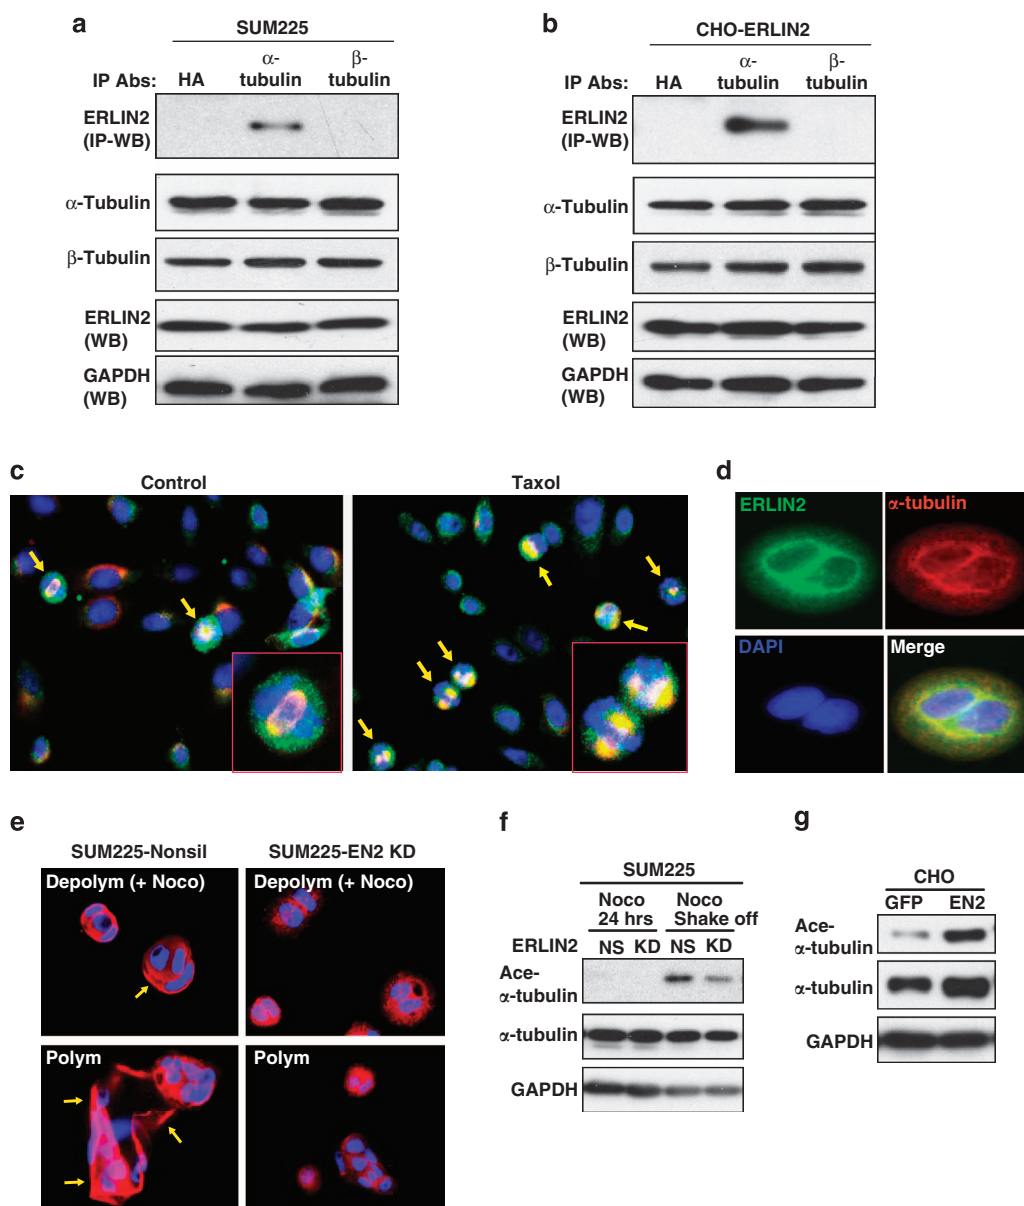 a
SUM225
IP Abs: HA α-tubulin β-tubulin
ERLIN2
(IP-WB)
α-Tubulin
β-Tubulin
ERLIN2
(WB)
GAPDH
(WB)
b
CHO-ERLIN2
IP Abs: HA α-tubulin β-tubulin
ERLIN2
(IP-WB)
α-Tubulin
β-Tubulin
ERLIN2
(WB)
GAPDH
(WB)
c
Control Taxol
d
ERLIN2 α-tubulin
DAPI Merge
e
SUM225-Nonsil SUM225-EN2 KD
Depolym (+ Noco) Depolym (+ Noco)
Polym Polym
f
SUM225
Noco Noco
24 hrs Shake off
ERLIN2 NS KD NS KD
Ace-
α-tubulin
α-tubulin
GAPDH
g
CHO
GFP EN2
Ace-
α-tubulin
α-tubulin
GAPDH